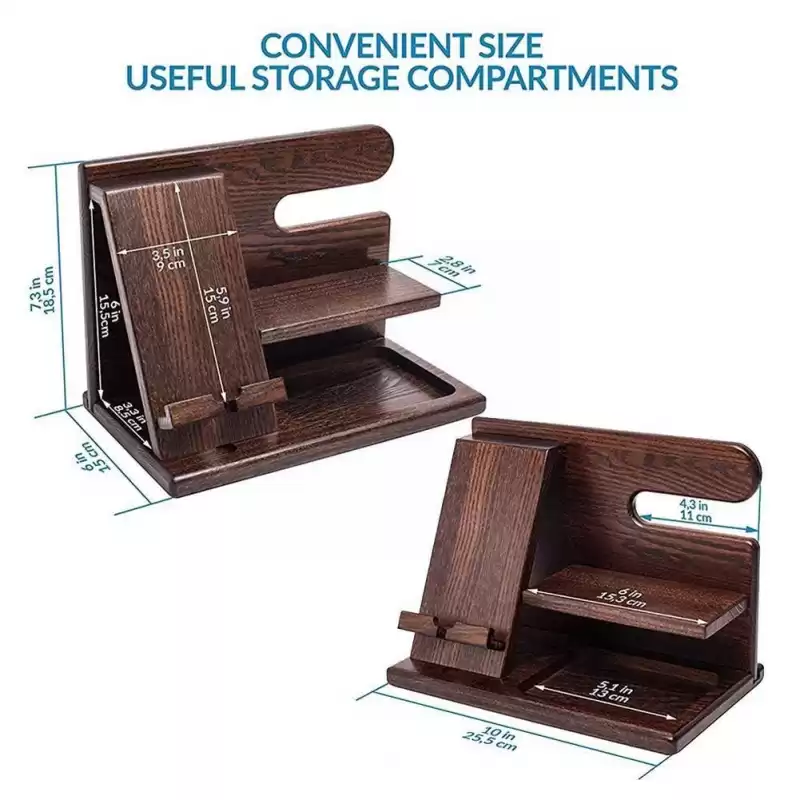 CONVENIENT SIZE
USEFUL STORAGE COMPARTMENTS
7,3 in
18,5 cm
6 in
15,5cm
3,5 in
9 cm
5,9 in
15 cm
2,8 in
7 cm
3,3 in
8,5 cm
6 in
15 cm
4,3 in
11 cm
6 in
15,3 cm
5,1 in
13 cm
10 in
25,5 cm